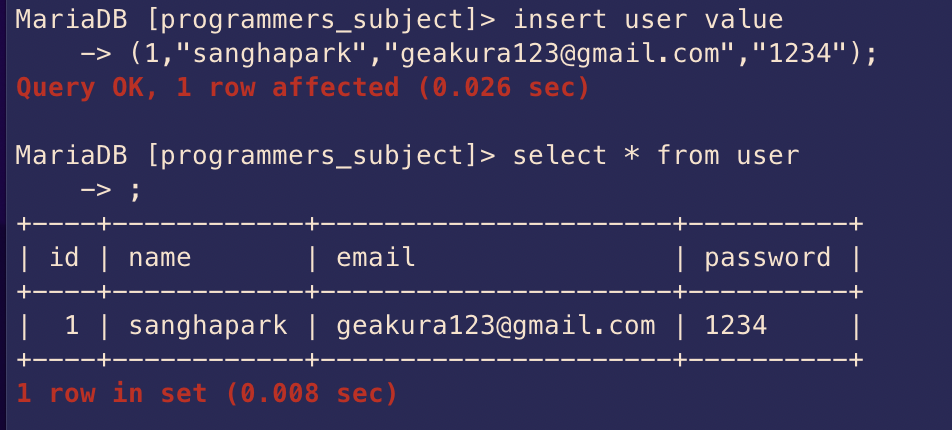 MariaDB [programmers_subject]> insert user value
    -> (1,"sanghapark","geakura123@gmail.com","1234");
Query OK, 1 row affected (0.026 sec)

MariaDB [programmers_subject]> select * from user
    -> ;
+----+------------+----------------------+----------+
| id | name       | email                | password |
+----+------------+----------------------+----------+
|  1 | sanghapark | geakura123@gmail.com | 1234     |
+----+------------+----------------------+----------+
1 row in set (0.008 sec)